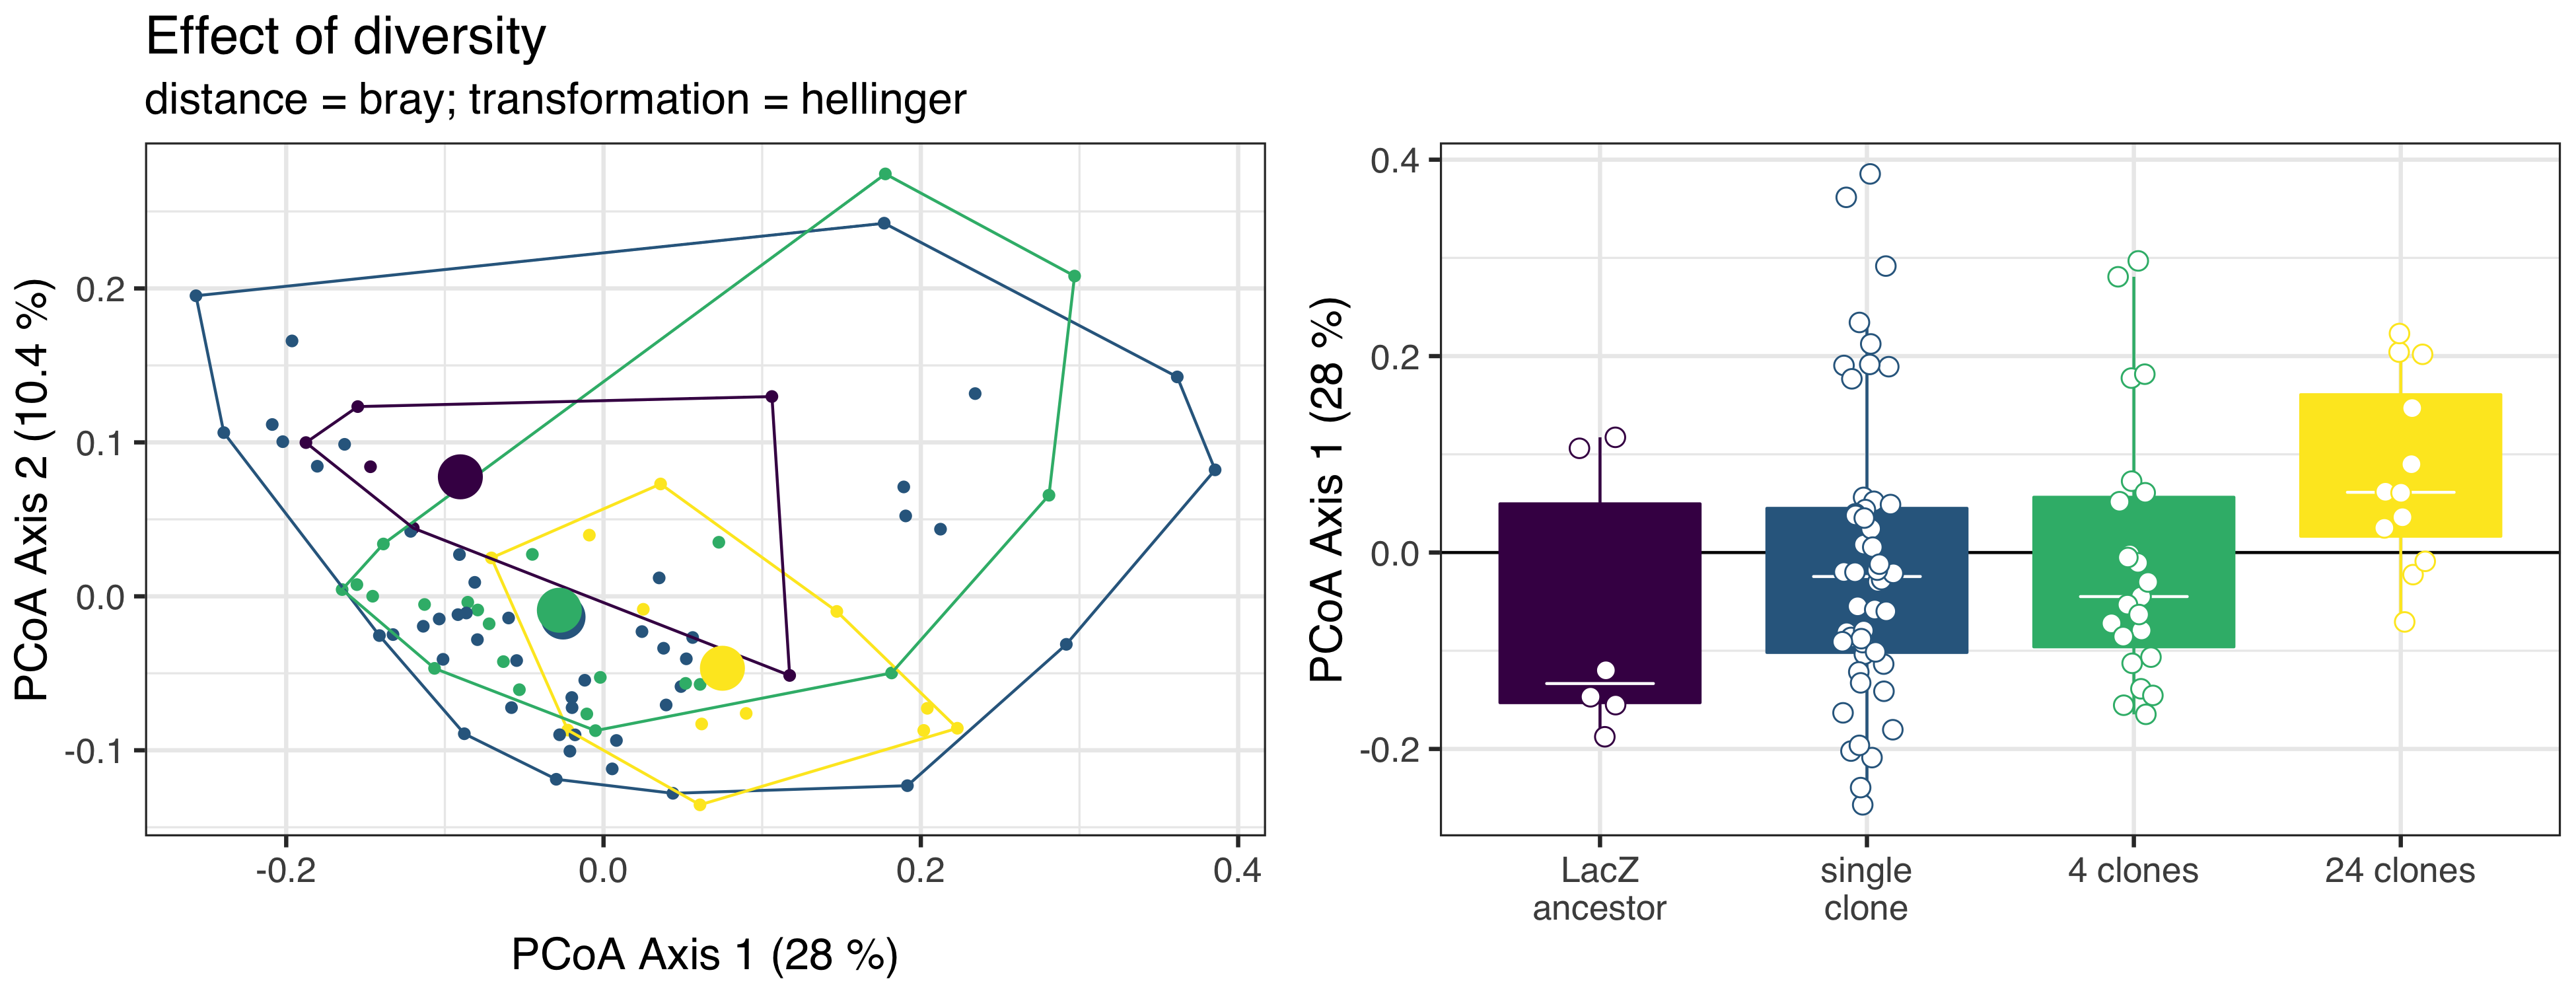 Effect of diversity
distance = bray; transformation = hellinger
PCoA Axis 2 (10.4 %)
0.2
0.1
0.0
-0.1
-0.2
0.0
0.2
0.4
PCoA Axis 1 (28 %)
PCoA Axis 1 (28 %)
0.4
0.2
0.0
-0.2
LacZ
ancestor
single
clone
4 clones
24 clones